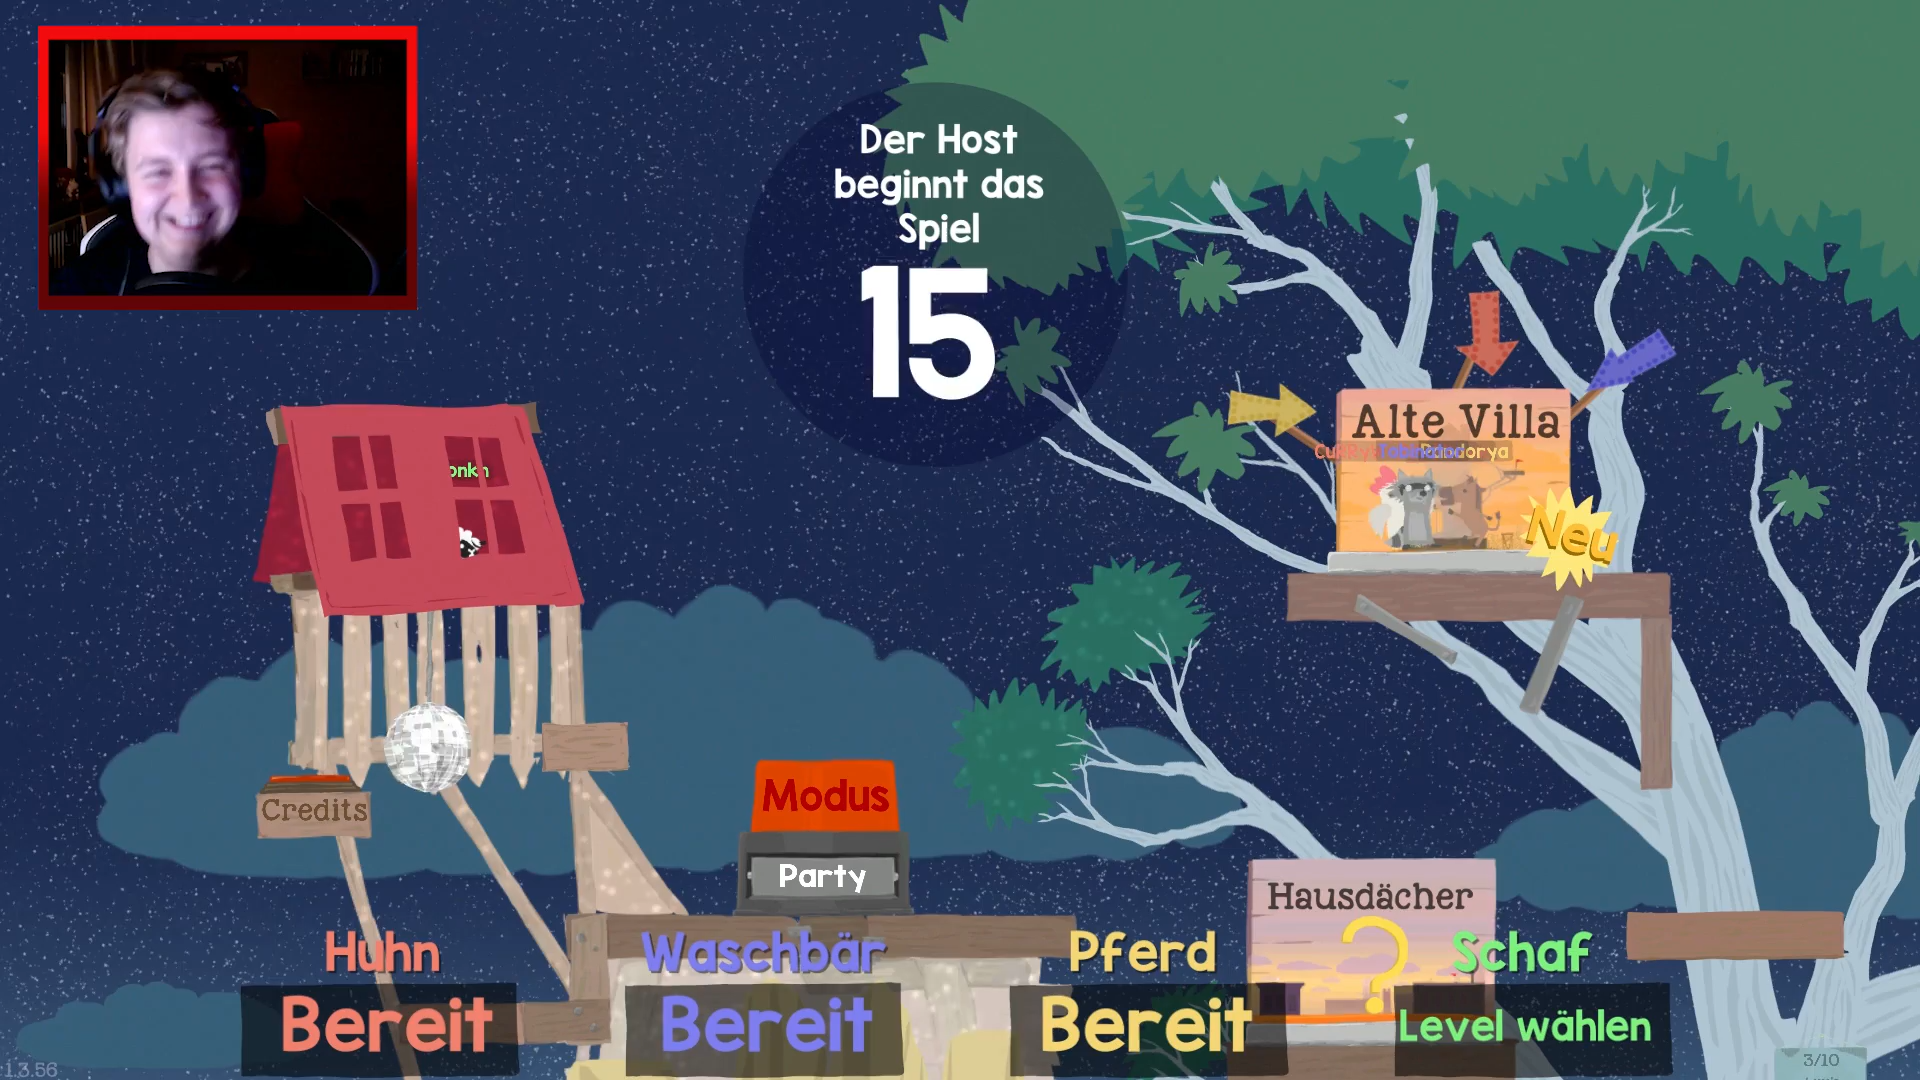 Der Host
beginnt das
Spiel
15
Alte Villa
Neu
Credits
Modus
Party
Hausdächer
?
Huhn
Waschbär
Pferd
Schaf
Bereit
Bereit
Bereit
Level wählen
1.3.56
3/10